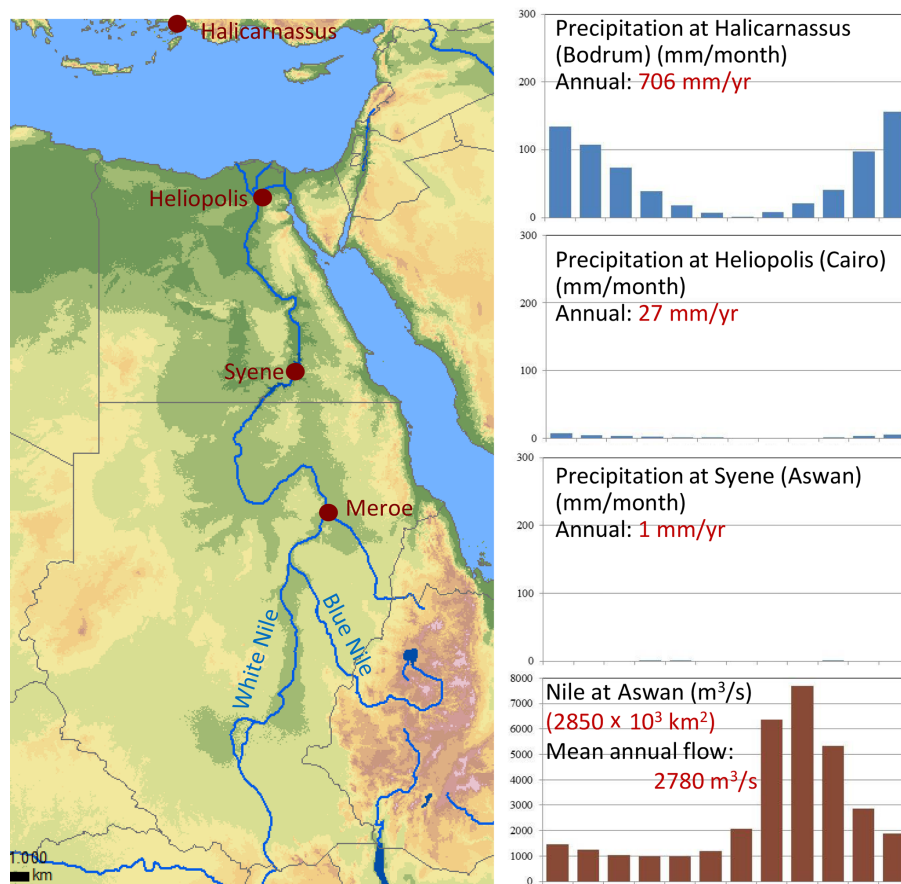 Halicarnassus
Heliopolis
Syene
Meroe
White Nile
Blue Nile
1.000
km
Precipitation at Halicarnassus
(Bodrum) (mm/month)
Annual: 706 mm/yr
300
200
100
0
Precipitation at Heliopolis (Cairo)
(mm/month)
Annual: 27 mm/yr
300
200
100
0
Precipitation at Syene (Aswan)
(mm/month)
Annual: 1 mm/yr
300
200
100
0
Nile at Aswan (m³/s)
(2850 × 10³ km²)
Mean annual flow:
2780 m³/s
8000
7000
6000
5000
4000
3000
2000
1000
0